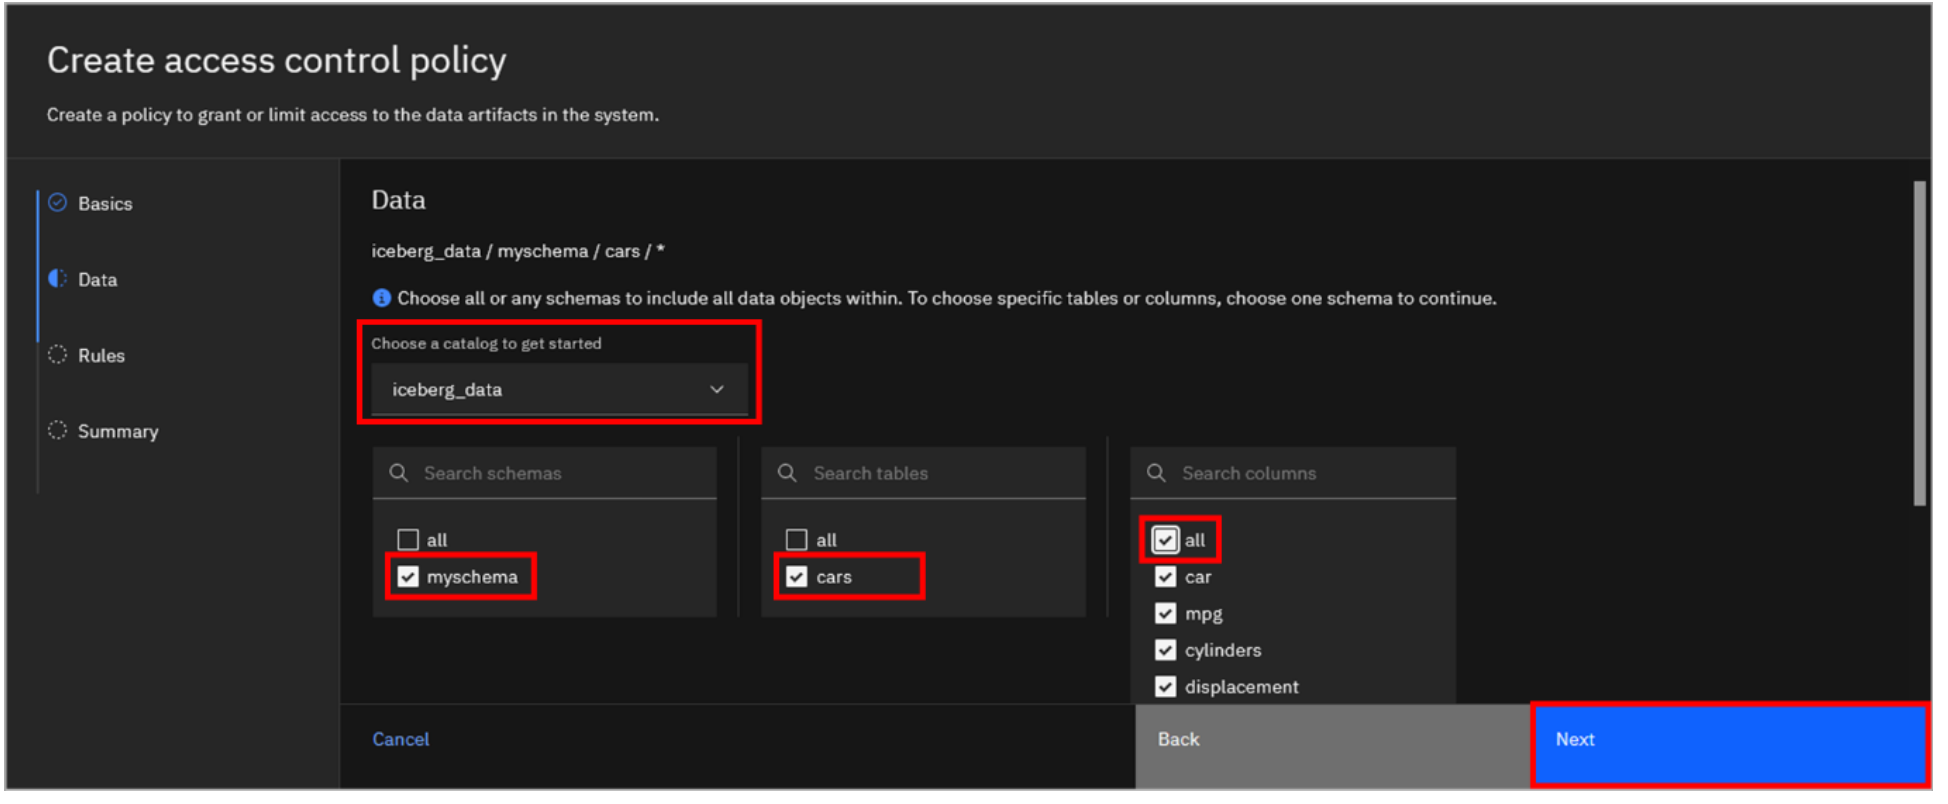 Create access control policy
Create a policy to grant or limit access to the data artifacts in the system.
Basics
Data
Rules
Summary
Data
iceberg_data / myschema / cars / *
Choose all or any schemas to include all data objects within. To choose specific tables or columns, choose one schema to continue.
Choose a catalog to get started
iceberg_data
Search schemas
all
myschema
Search tables
all
cars
Search columns
all
car
mpg
cylinders
displacement
Cancel
Back
Next